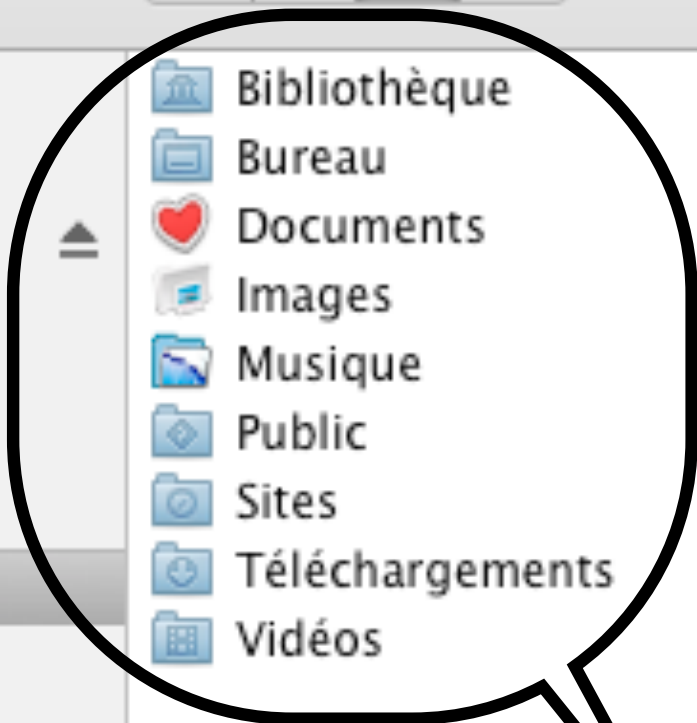 Bibliothèque
Bureau
Documents
Images
Musique
Public
Sites
Téléchargements
Vidéos